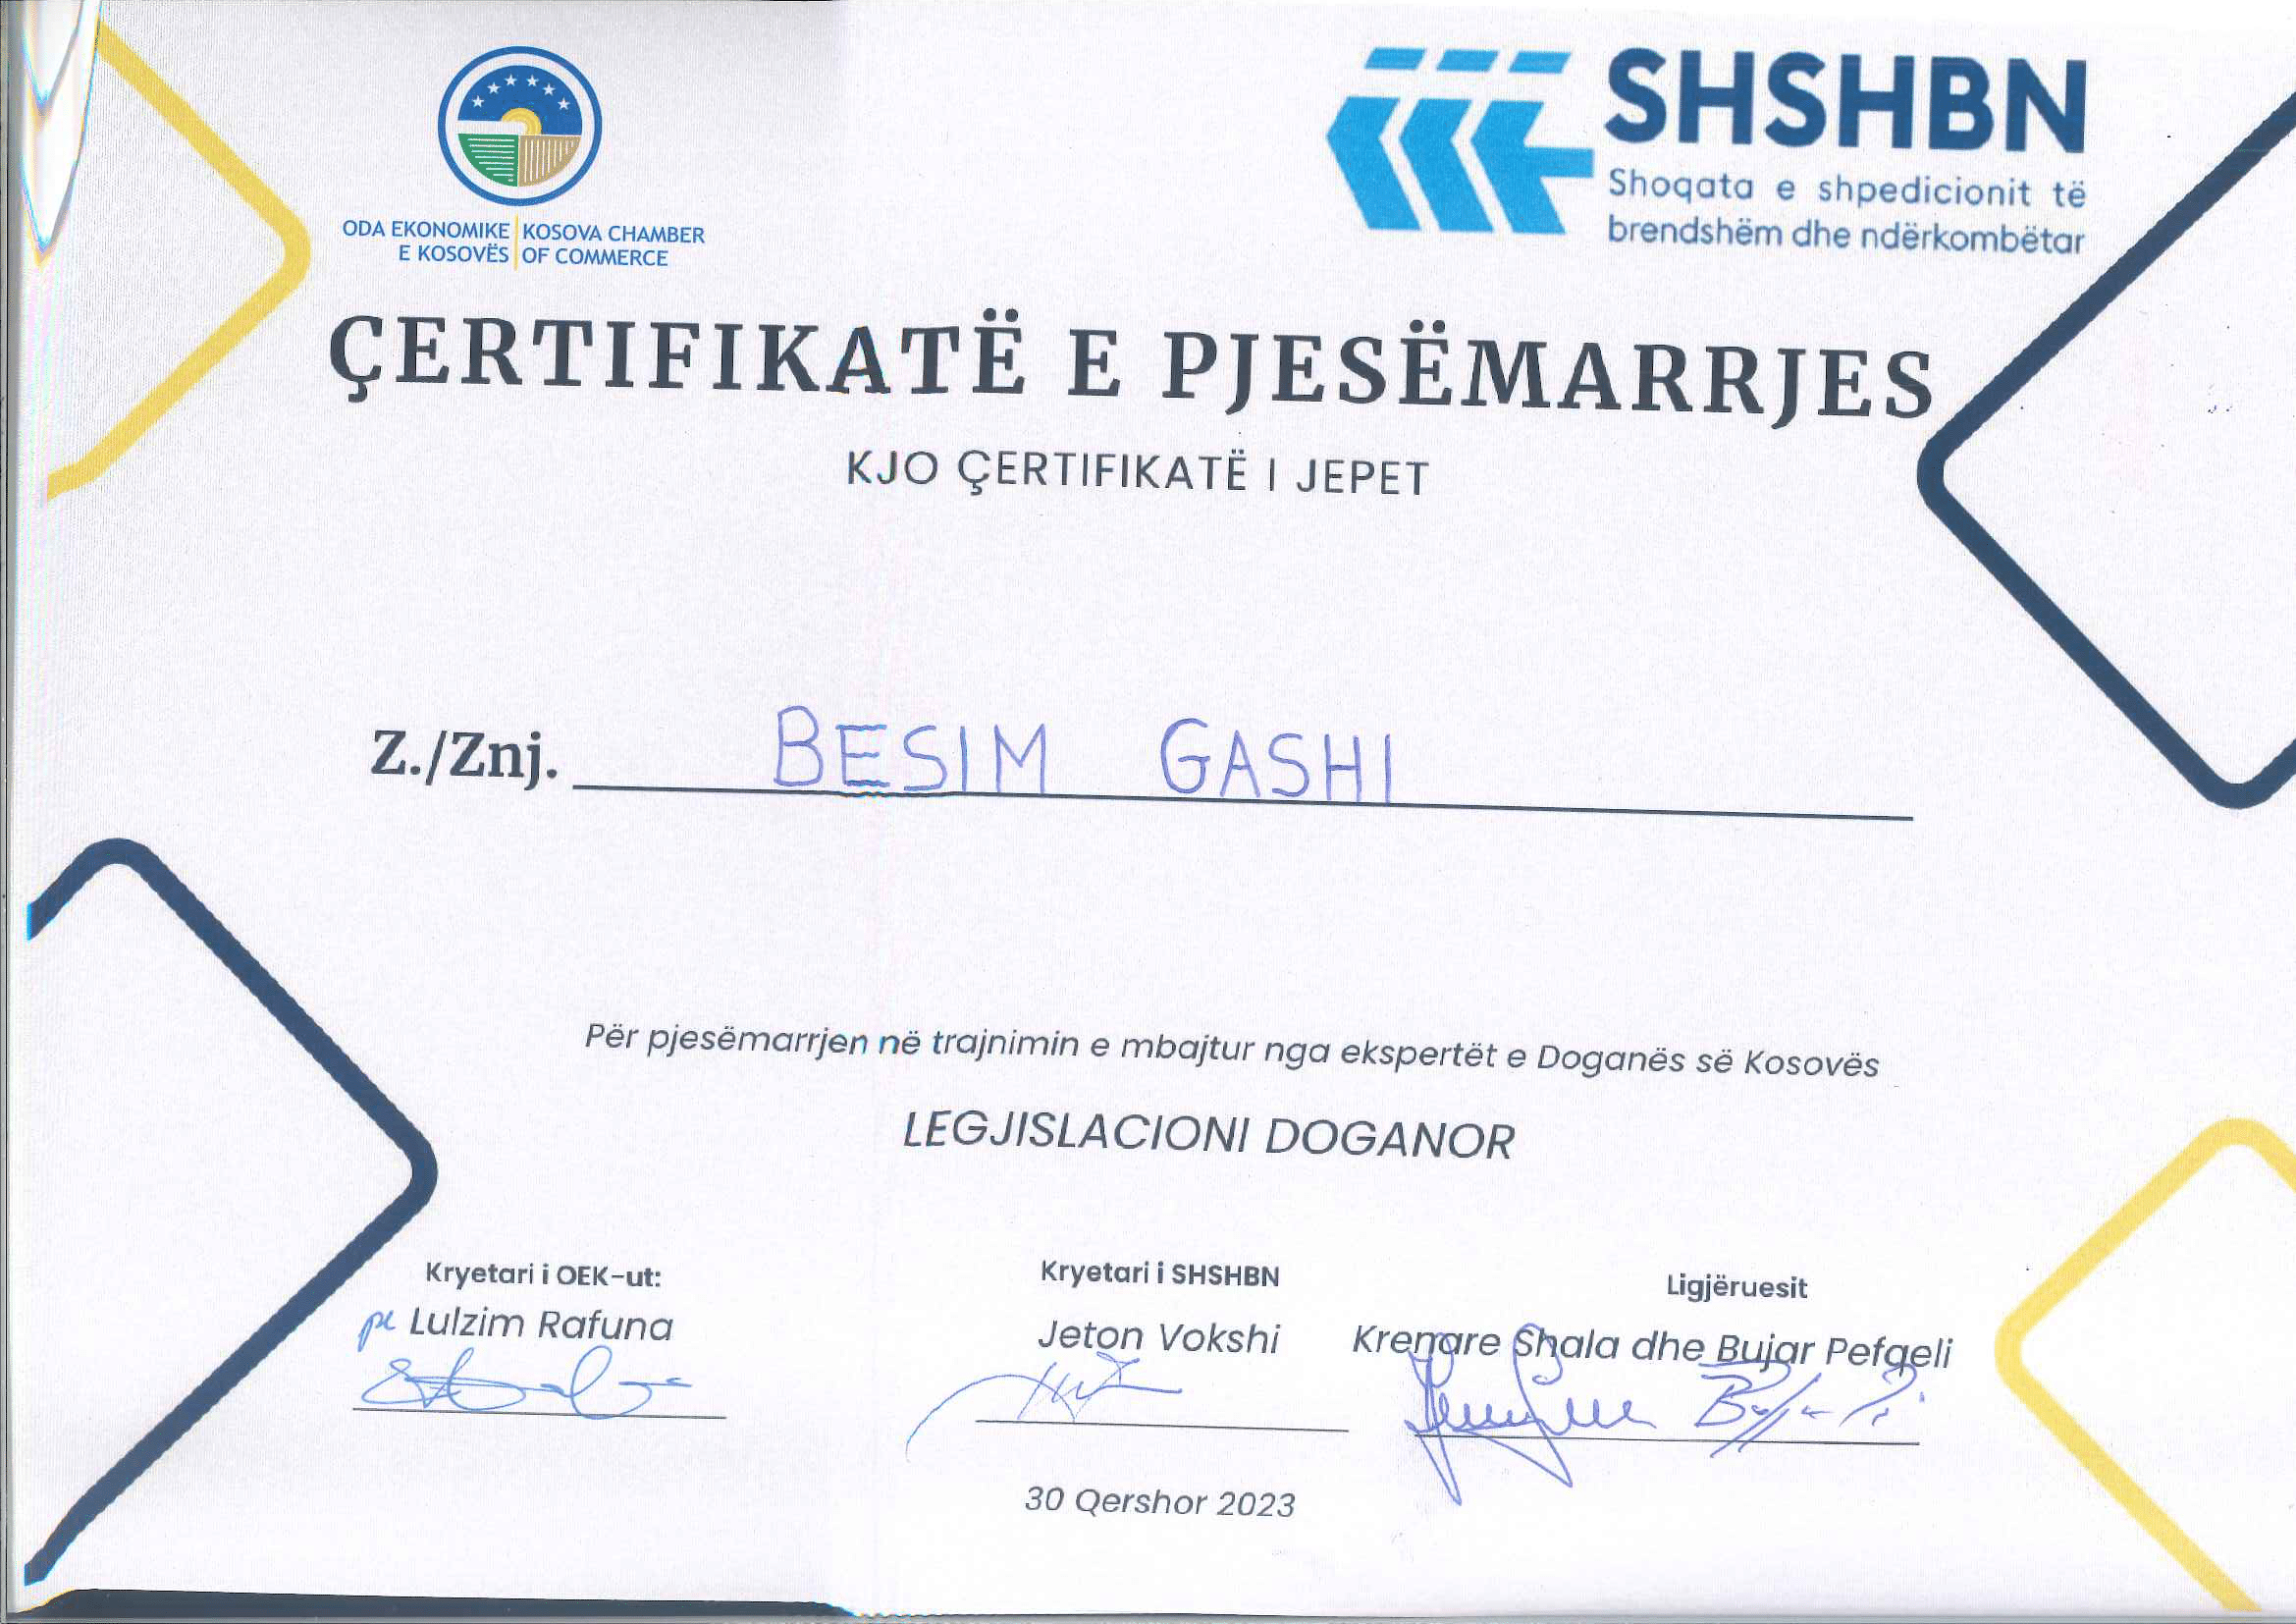 ODA EKONOMIKE KOSOVA CHAMBER
E KOSOVËS OF COMMERCE
SHSHBN
Shoqata e shpedicionit të
brendshëm dhe ndërkombëtar
ÇERTIFIKATË E PJESËMARRJES
KJO ÇERTIFIKATË I JEPET
Z./Znj. BESIM GASHI
Për pjesëmarrjen në trajnimin e mbajtur nga ekspertët e Doganës së Kosovës
LEGJISLACIONI DOGANOR
Kryetari i OEK-ut:
Lulzim Rafuna
Kryetari i SHSHBN
Jeton Vokshi
Ligjëruesit
Krenare Shala dhe Bujar Pefqeli
30 Qershor 2023